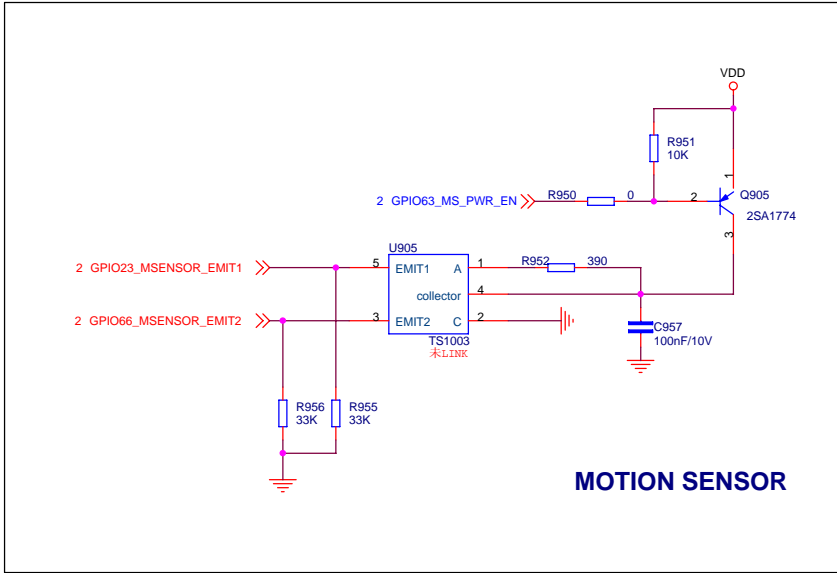 VDD
R951
10K
1
Q905
2 GPIO63_MS_PWR_EN
R950
0
2
2SA1774
3
U905
2 GPIO23_MSENSOR_EMIT1
5
EMIT1
A
1
R952
390
collector
4
2 GPIO66_MSENSOR_EMIT2
3
EMIT2
C
2
C957
100nF/10V
TS1003
未LINK
R956
33K
R955
33K
MOTION SENSOR